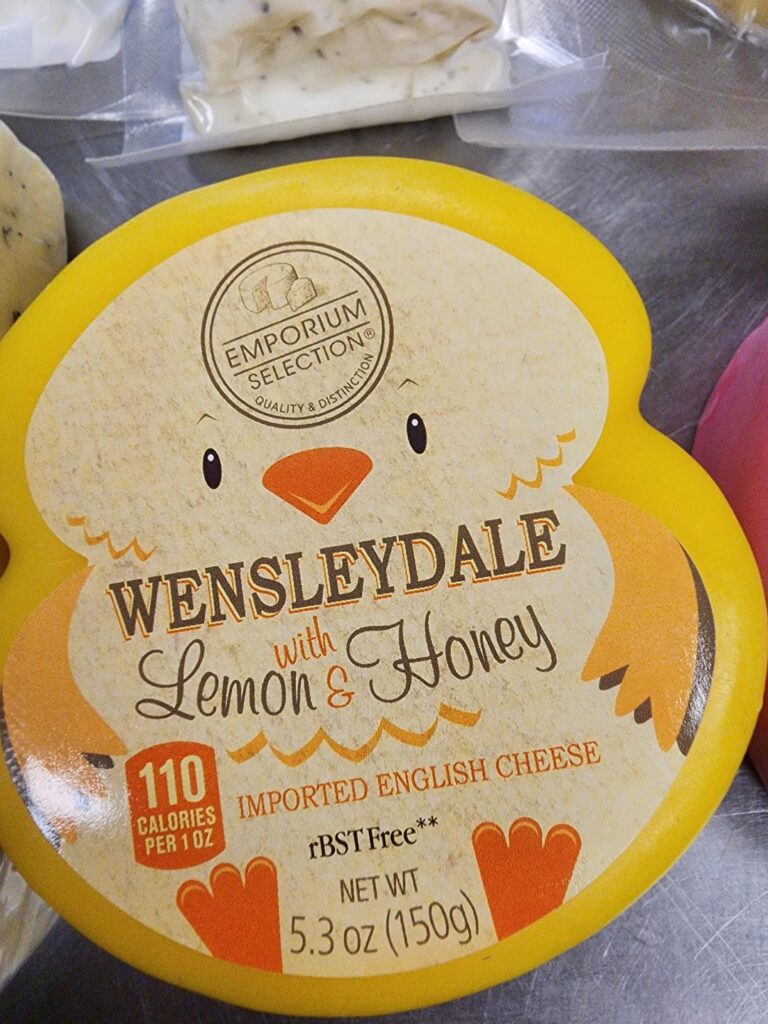 EMPORIUM
SELECTION®
QUALITY & DISTINCTION
WENSLEYDALE
with
Lemon & Honey
110
CALORIES
PER 1 OZ
IMPORTED ENGLISH CHEESE
rBST Free**
NET WT
5.3 oz (150g)